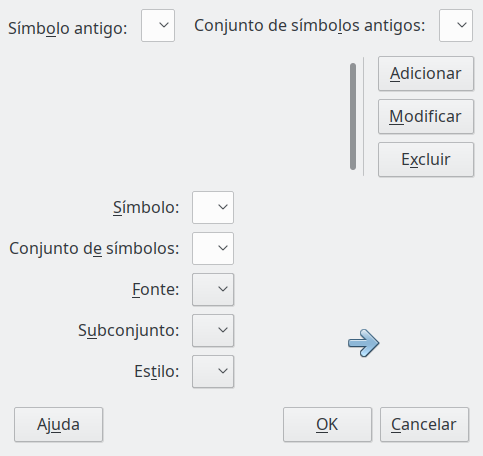 Símbolo antigo:
Conjunto de símbolos antigos:
Adicionar
Modificar
Excluir
Símbolo:
Conjunto de símbolos:
Fonte:
Subconjunto:
Estilo:
Ajuda
OK
Cancelar